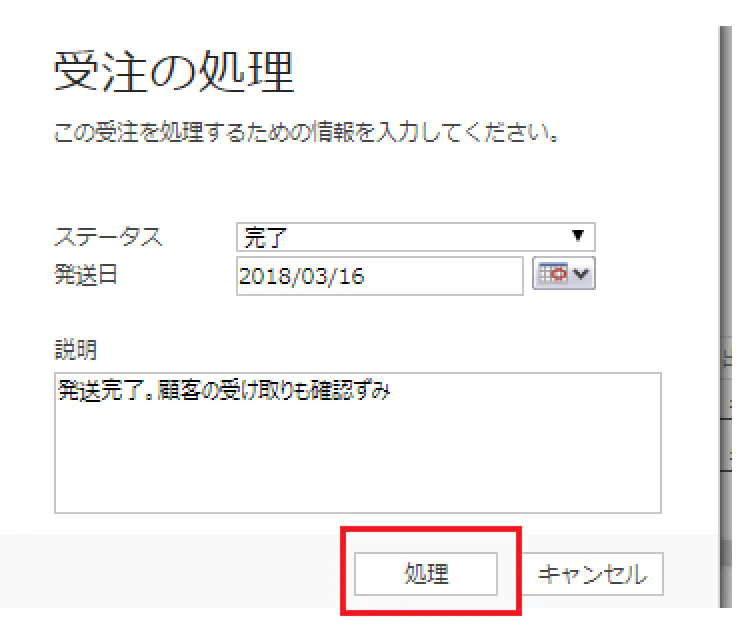 受注の処理
この受注を処理するための情報を入力してください。
ステータス 完了
発送日 2018/03/16
説明
発送完了。顧客の受け取りも確認ずみ
処理 キャンセル